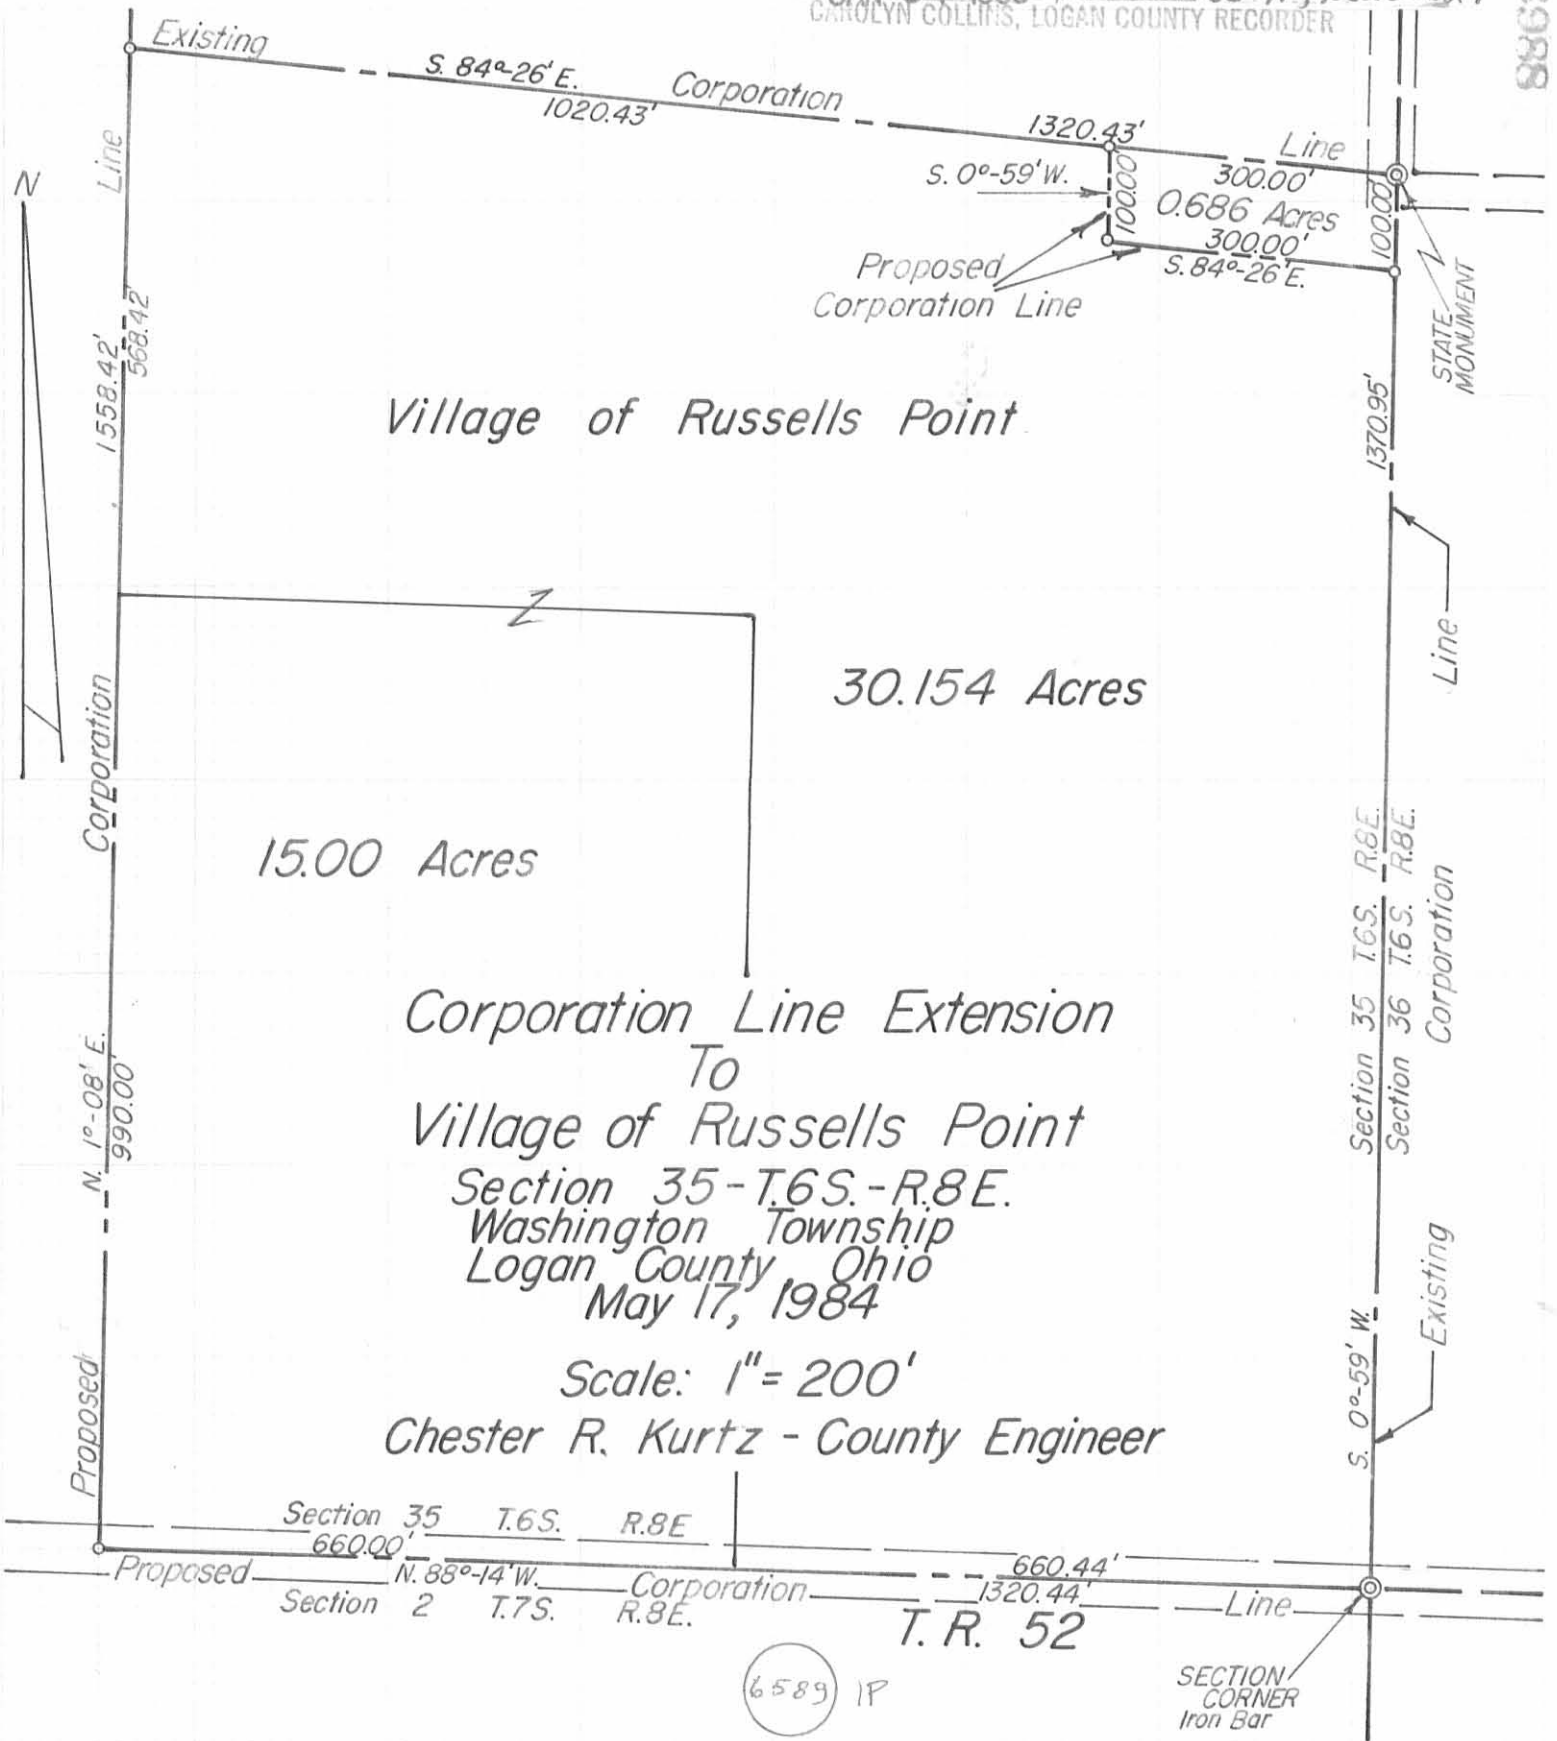 CAROLYN COLLINS, LOGAN COUNTY RECORDER
Existing
S. 84°-26' E.
1020.43'
Corporation
1320.43'
Line
300.00'
S. 0°-59' W.
100.00'
0.686 Acres
100.00'
300.00'
S. 84°-26' E.
Proposed
Corporation Line
STATE
MONUMENT
N
Line
568.42'
1558.42'
1370.95'
Village of Russells Point
Line
30.154 Acres
Corporation
15.00 Acres
Section 35 T.6S. R.8E.
Section 36 T.6S. R.8E.
Corporation
N. 1°-08' E.
990.00'
Corporation Line Extension
To
Village of Russells Point
Section 35-T.6S.-R.8E.
Washington Township
Logan County, Ohio
May 17, 1984
Scale: 1"= 200'
Chester R. Kurtz - County Engineer
Existing
S. 0°-59' W.
Proposed
Section 35 T.6S. R.8E
660.00'
660.44'
Proposed N. 88°-14' W. Corporation 1320.44' Line
Section 2 T.7S. R.8E.
T. R. 52
6589 1P
SECTION
CORNER
Iron Bar